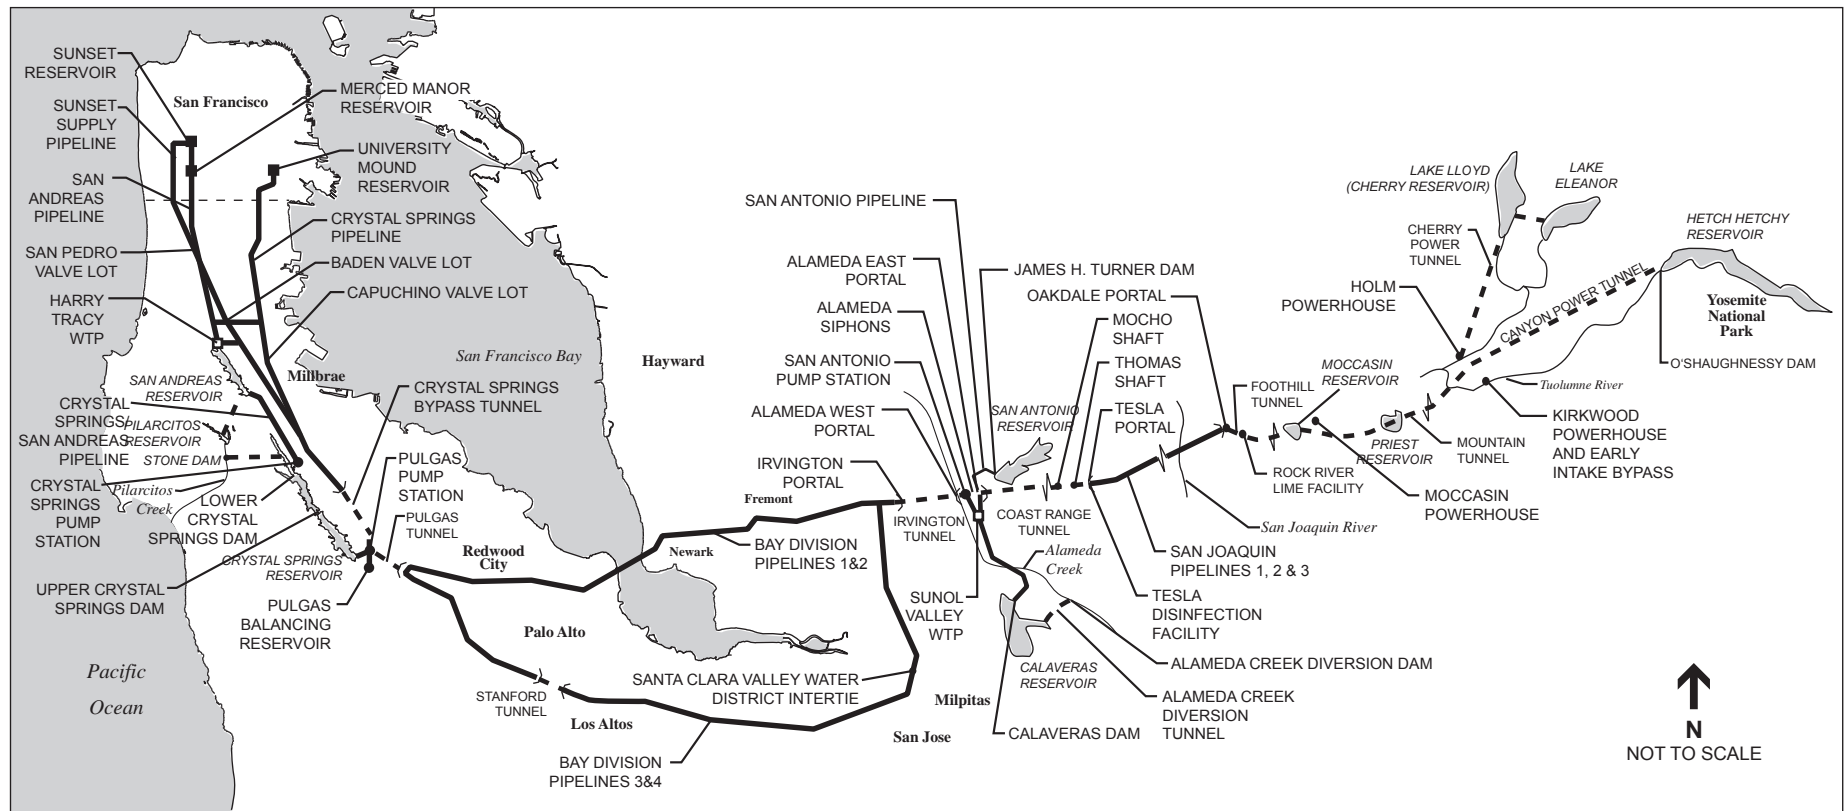 SUNSET
RESERVOIR
San Francisco
MERCED MANOR
RESERVOIR
SUNSET
SUPPLY
PIPELINE
UNIVERSITY
MOUND
RESERVOIR
SAN
ANDREAS
PIPELINE
CRYSTAL SPRINGS
PIPELINE
SAN PEDRO
VALVE LOT
BADEN VALVE LOT
HARRY
TRACY
WTP
CAPUCHINO VALVE LOT
San Francisco Bay
Millbrae
SAN ANDREAS
RESERVOIR
CRYSTAL SPRINGS
BYPASS TUNNEL
CRYSTAL
SPRINGS/
SAN ANDREAS
PIPELINE
PILARCITOS
RESERVOIR
STONE DAM
Pilarcitos
Creek
CRYSTAL
SPRINGS
PUMP
STATION
LOWER
CRYSTAL
SPRINGS DAM
PULGAS
PUMP
STATION
PULGAS
TUNNEL
CRYSTAL SPRINGS
RESERVOIR
UPPER CRYSTAL
SPRINGS DAM
PULGAS
BALANCING
RESERVOIR
Redwood
City
Palo Alto
STANFORD
TUNNEL
Los Altos
BAY DIVISION
PIPELINES 3&4
Pacific
Ocean
Hayward
Fremont
Newark
BAY DIVISION
PIPELINES 1&2
SANTA CLARA VALLEY WATER
DISTRICT INTERTIE
Milpitas
San Jose
SAN ANTONIO PIPELINE
ALAMEDA EAST
PORTAL
ALAMEDA
SIPHONS
SAN ANTONIO
PUMP STATION
ALAMEDA WEST
PORTAL
IRVINGTON
PORTAL
IRVINGTON
TUNNEL
SUNOL
VALLEY
WTP
JAMES H. TURNER DAM
OAKDALE PORTAL
MOCHO
SHAFT
THOMAS
SHAFT
TESLA
PORTAL
SAN ANTONIO
RESERVOIR
COAST RANGE
TUNNEL
Alameda
Creek
CALAVERAS
RESERVOIR
CALAVERAS DAM
ALAMEDA CREEK
DIVERSION
TUNNEL
ALAMEDA CREEK DIVERSION DAM
TESLA
DISINFECTION
FACILITY
SAN JOAQUIN
PIPELINES 1, 2 & 3
San Joaquin River
FOOTHILL
TUNNEL
ROCK RIVER
LIME FACILITY
MOCCASIN
RESERVOIR
MOCCASIN
POWERHOUSE
PRIEST
RESERVOIR
MOUNTAIN
TUNNEL
KIRKWOOD
POWERHOUSE
AND EARLY
INTAKE BYPASS
Tuolumne River
HOLM
POWERHOUSE
CHERRY
POWER
TUNNEL
LAKE LLOYD
(CHERRY RESERVOIR)
LAKE
ELEANOR
CANYON POWER TUNNEL
HETCH HETCHY
RESERVOIR
Yosemite
National
Park
O'SHAUGHNESSY DAM
N
NOT TO SCALE